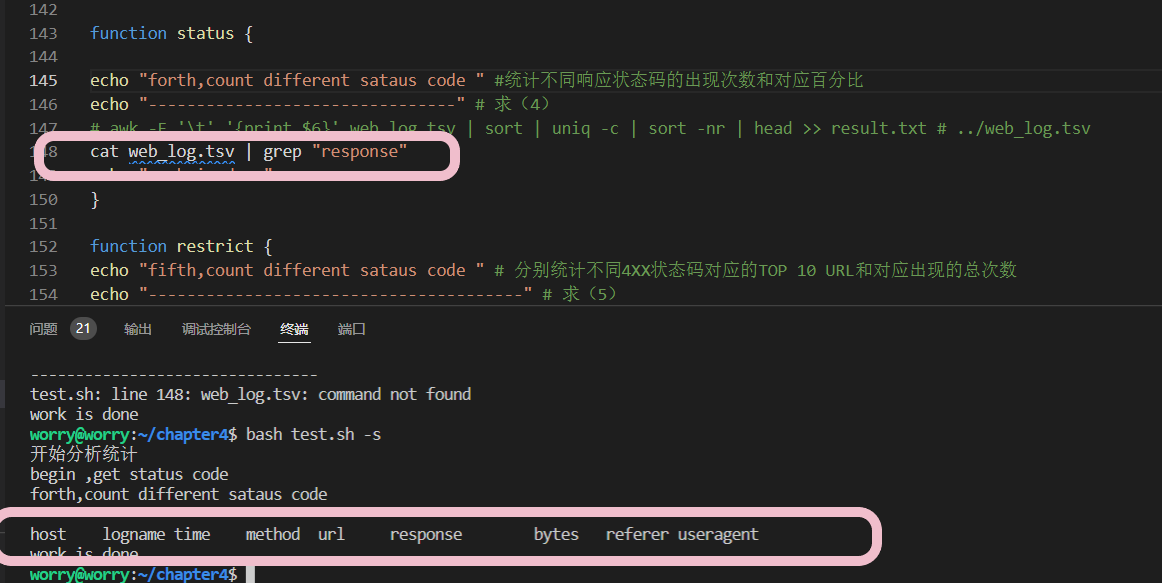 142
143 function status {
144
145 echo "forth,count different sataus code " #统计不同响应状态码的出现次数和对应百分比
146 echo "--------------------------------" # 求（4）
147 # awk -F '\t' '{print $6}' web_log.tsv | sort | uniq -c | sort -nr | head >> result.txt # ../web_log.tsv
148 cat web_log.tsv | grep "response"
150 }
151
152 function restrict {
153 echo "fifth,count different sataus code " # 分别统计不同4XX状态码对应的TOP 10 URL和对应出现的总次数
154 echo "---------------------------------------" # 求（5）
问题 21 输出 调试控制台 终端 端口
--------------------------------
test.sh: line 148: web_log.tsv: command not found
work is done
worry@worry:~/chapter4$ bash test.sh -s
开始分析统计
begin ,get status code
forth,count different sataus code
host logname time method url response bytes referer useragent
work is done
worry@worry:~/chapter4$